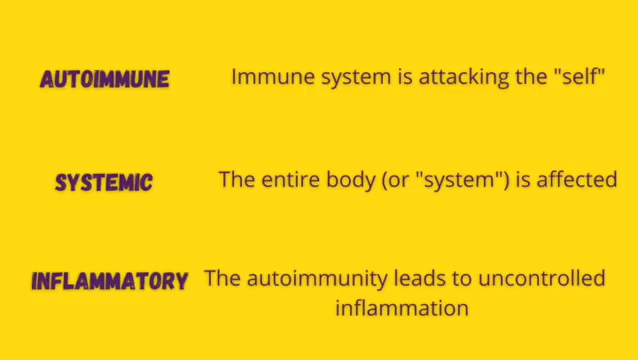 AUTOIMMUNE Immune system is attacking the "self"
SYSTEMIC The entire body (or "system") is affected
INFLAMMATORY The autoimmunity leads to uncontrolled
inflammation